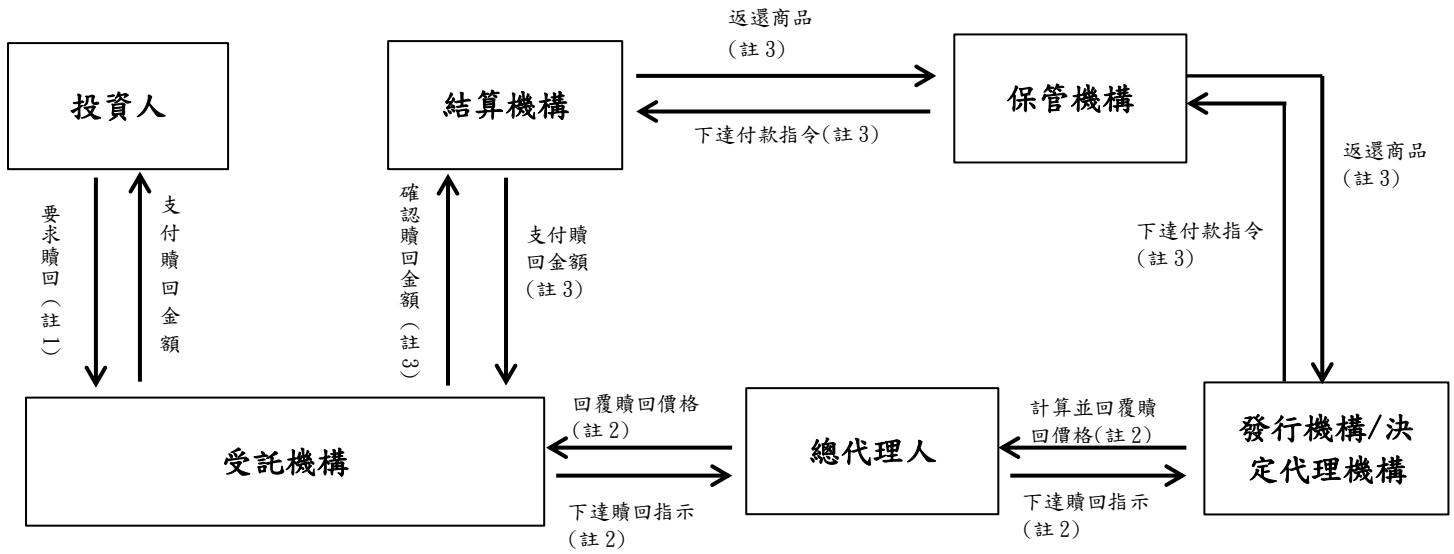 返還商品
(註 3)
投資人
結算機構
保管機構
下達付款指令(註 3)
返還商品
(註 3)
要求贖回(註 1)
支付贖回金額
確認贖回金額(註 3)
支付贖
回金額
(註 3)
下達付款指令
(註 3)
受託機構
回覆贖回價格
(註 2)
下達贖回指示
(註 2)
總代理人
計算並回覆贖
回價格(註 2)
下達贖回指示
(註 2)
發行機構/決
定代理機構